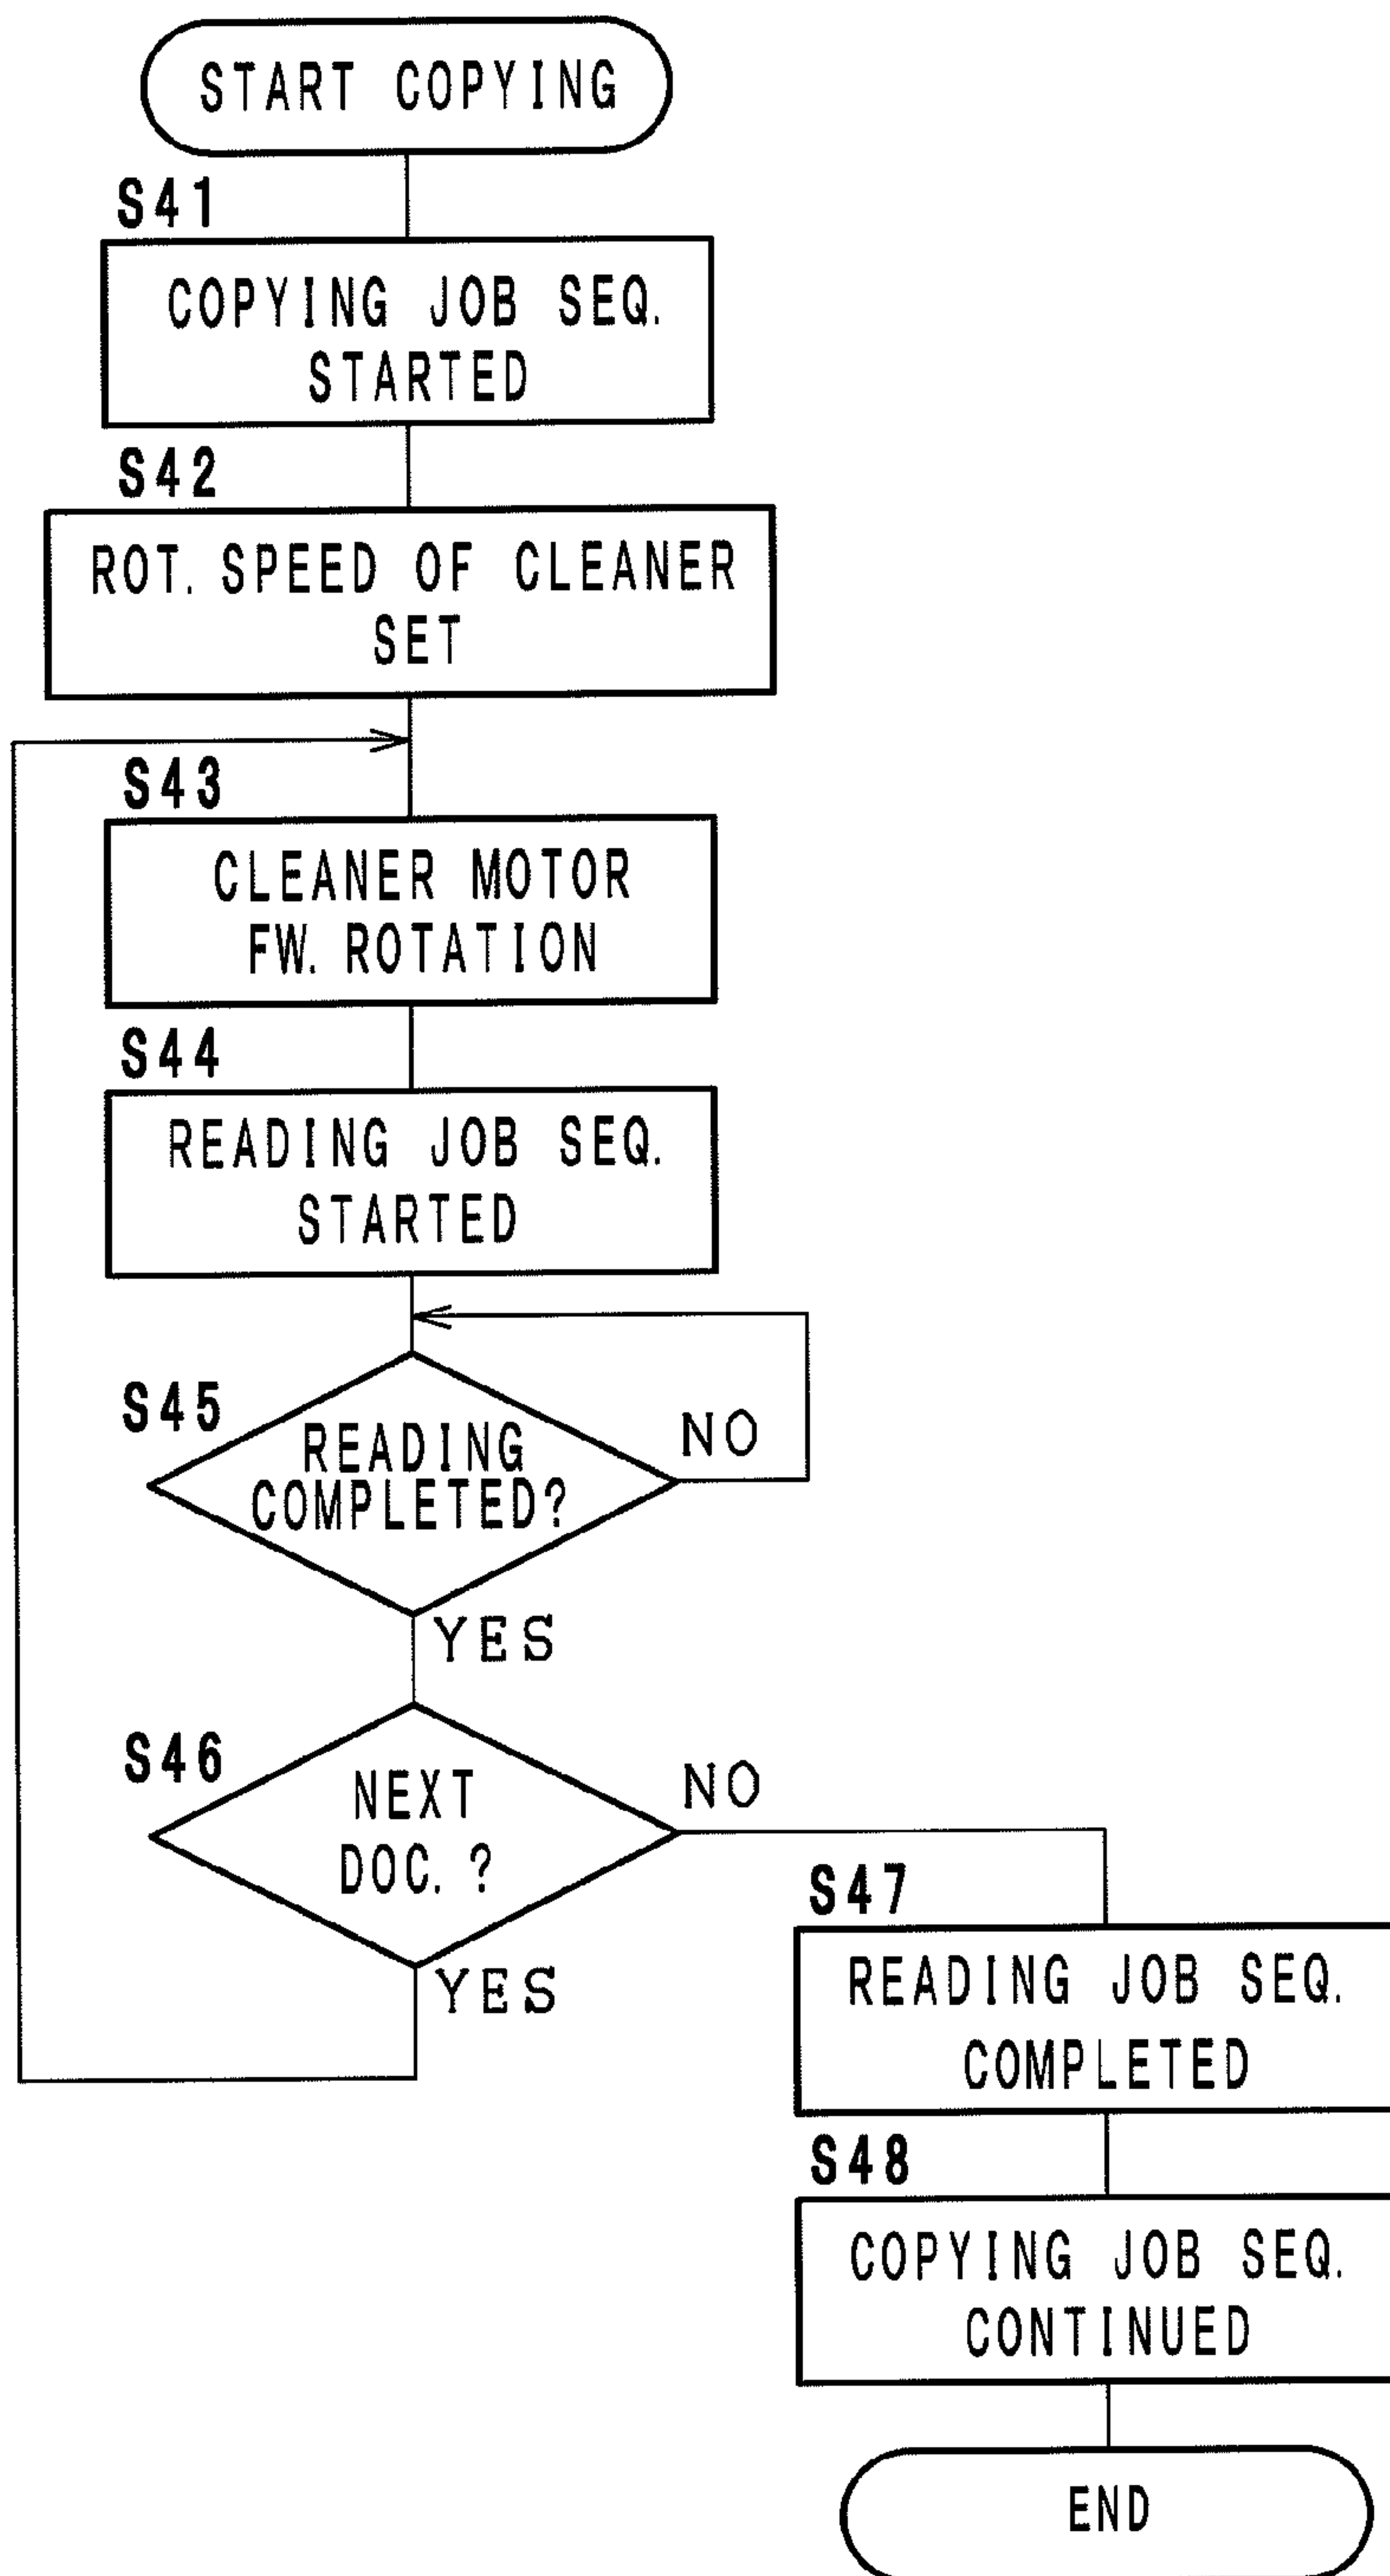 START COPYING
S41
COPYING JOB SEQ.
STARTED
S42
ROT. SPEED OF CLEANER
SET
S43
CLEANER MOTOR
FW. ROTATION
S44
READING JOB SEQ.
STARTED
S45
READING
COMPLETED?
NO
YES
S46
NEXT
DOC. ?
NO
YES
S47
READING JOB SEQ.
COMPLETED
S48
COPYING JOB SEQ.
CONTINUED
END